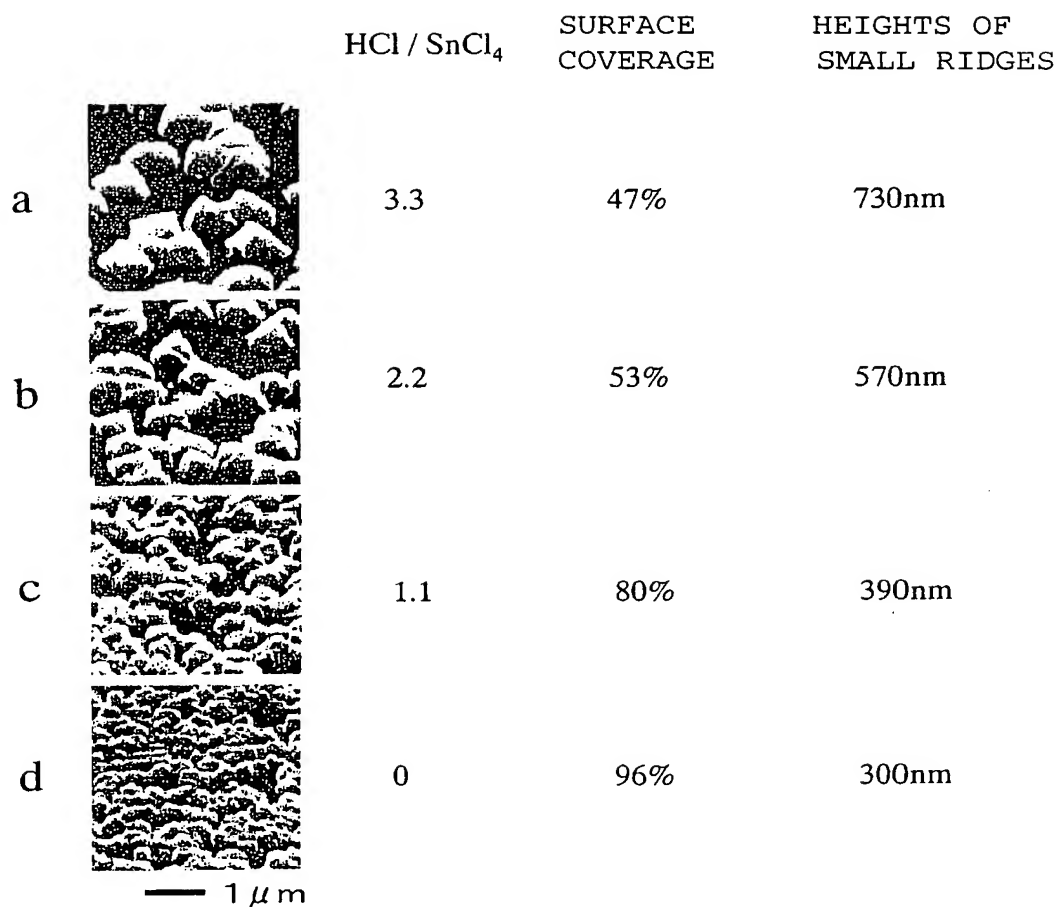 HCl / SnCl₄ SURFACE COVERAGE HEIGHTS OF SMALL RIDGES
a 3.3 47% 730nm
b 2.2 53% 570nm
c 1.1 80% 390nm
d 0 96% 300nm
1 μm